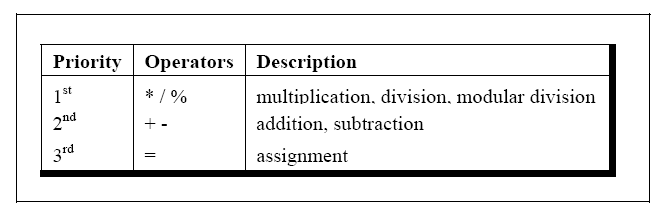 Priority Operators Description
1st * / % multiplication, division, modular division
2nd + - addition, subtraction
3rd = assignment